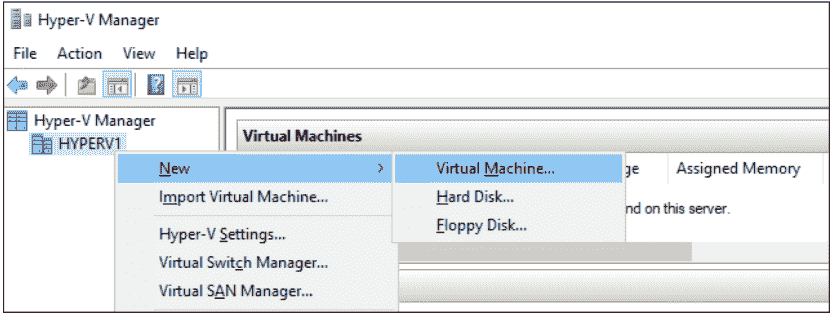 Hyper-V Manager
File Action View Help
Hyper-V Manager
HYPERV1
Virtual Machines
New
Virtual Machine...
ge
Assigned Memory
Import Virtual Machine...
Hard Disk...
nd on this server.
Floppy Disk...
Hyper-V Settings...
Virtual Switch Manager...
Virtual SAN Manager...